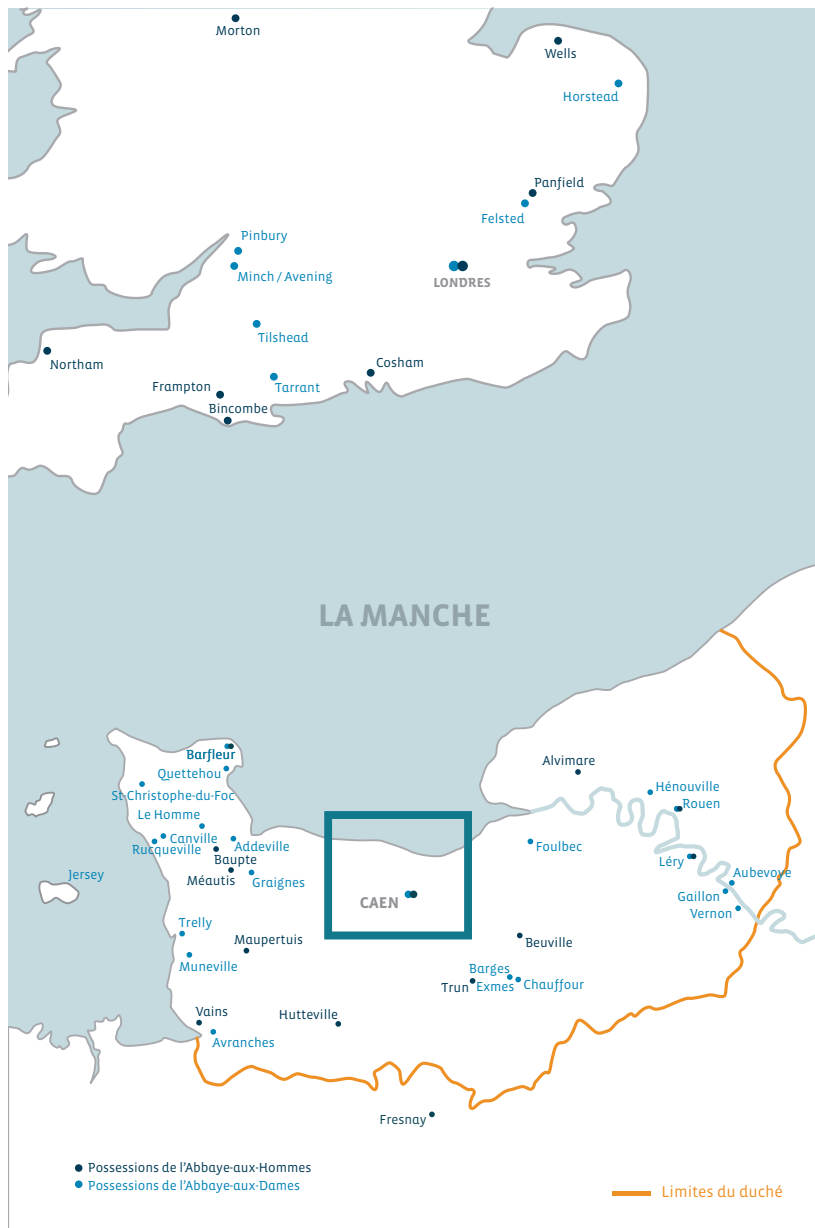 Morton
Wells
Horstead
Panfield
Felsted
Pinbury
Minch / Avening
LONDRES
Tilshead
Northam
Cosham
Frampton
Tarrant
Bincombe
LA MANCHE
Barfleur
Quettehou
St-Christophe-du-Foc
Le Homme
Canville
Rucqueville
Addeville
Baupte
Méautis
Graignes
Jersey
Alvimare
Hénouville
Rouen
Foulbec
Léry
Aubevoye
Gaillon
Vernon
CAEN
Trelly
Muneville
Maupertuis
Beuville
Barges
Trun
Exmes
Chauffour
Vains
Hutteville
Avranches
Fresnay
Possessions de l'Abbaye-aux-Hommes
Possessions de l'Abbaye-aux-Dames
Limites du duché